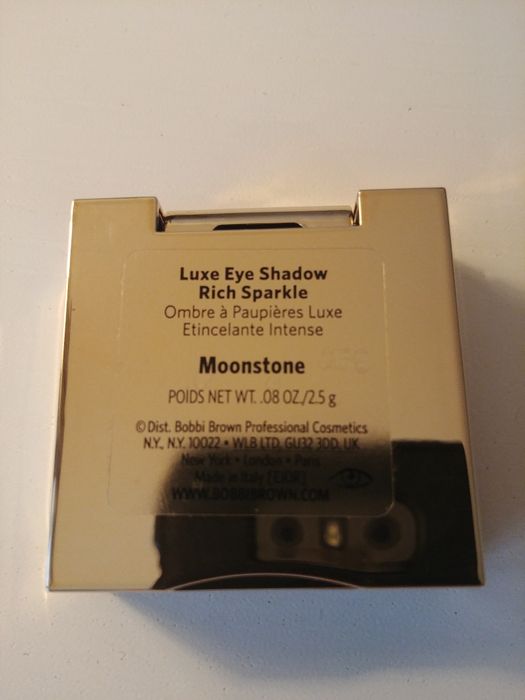 Luxe Eye Shadow
Rich Sparkle
Ombre à Paupières Luxe
Etincelante Intense
Moonstone
POIDS NET WT. .08 OZ./2.5 g
© Dist. Bobbi Brown Professional Cosmetics
N.Y., N.Y. 10022 • WLB LTD, GU32 3DD, UK
New York • London • Paris
Made in Italy
WWW.BOBBIBROWN.COM